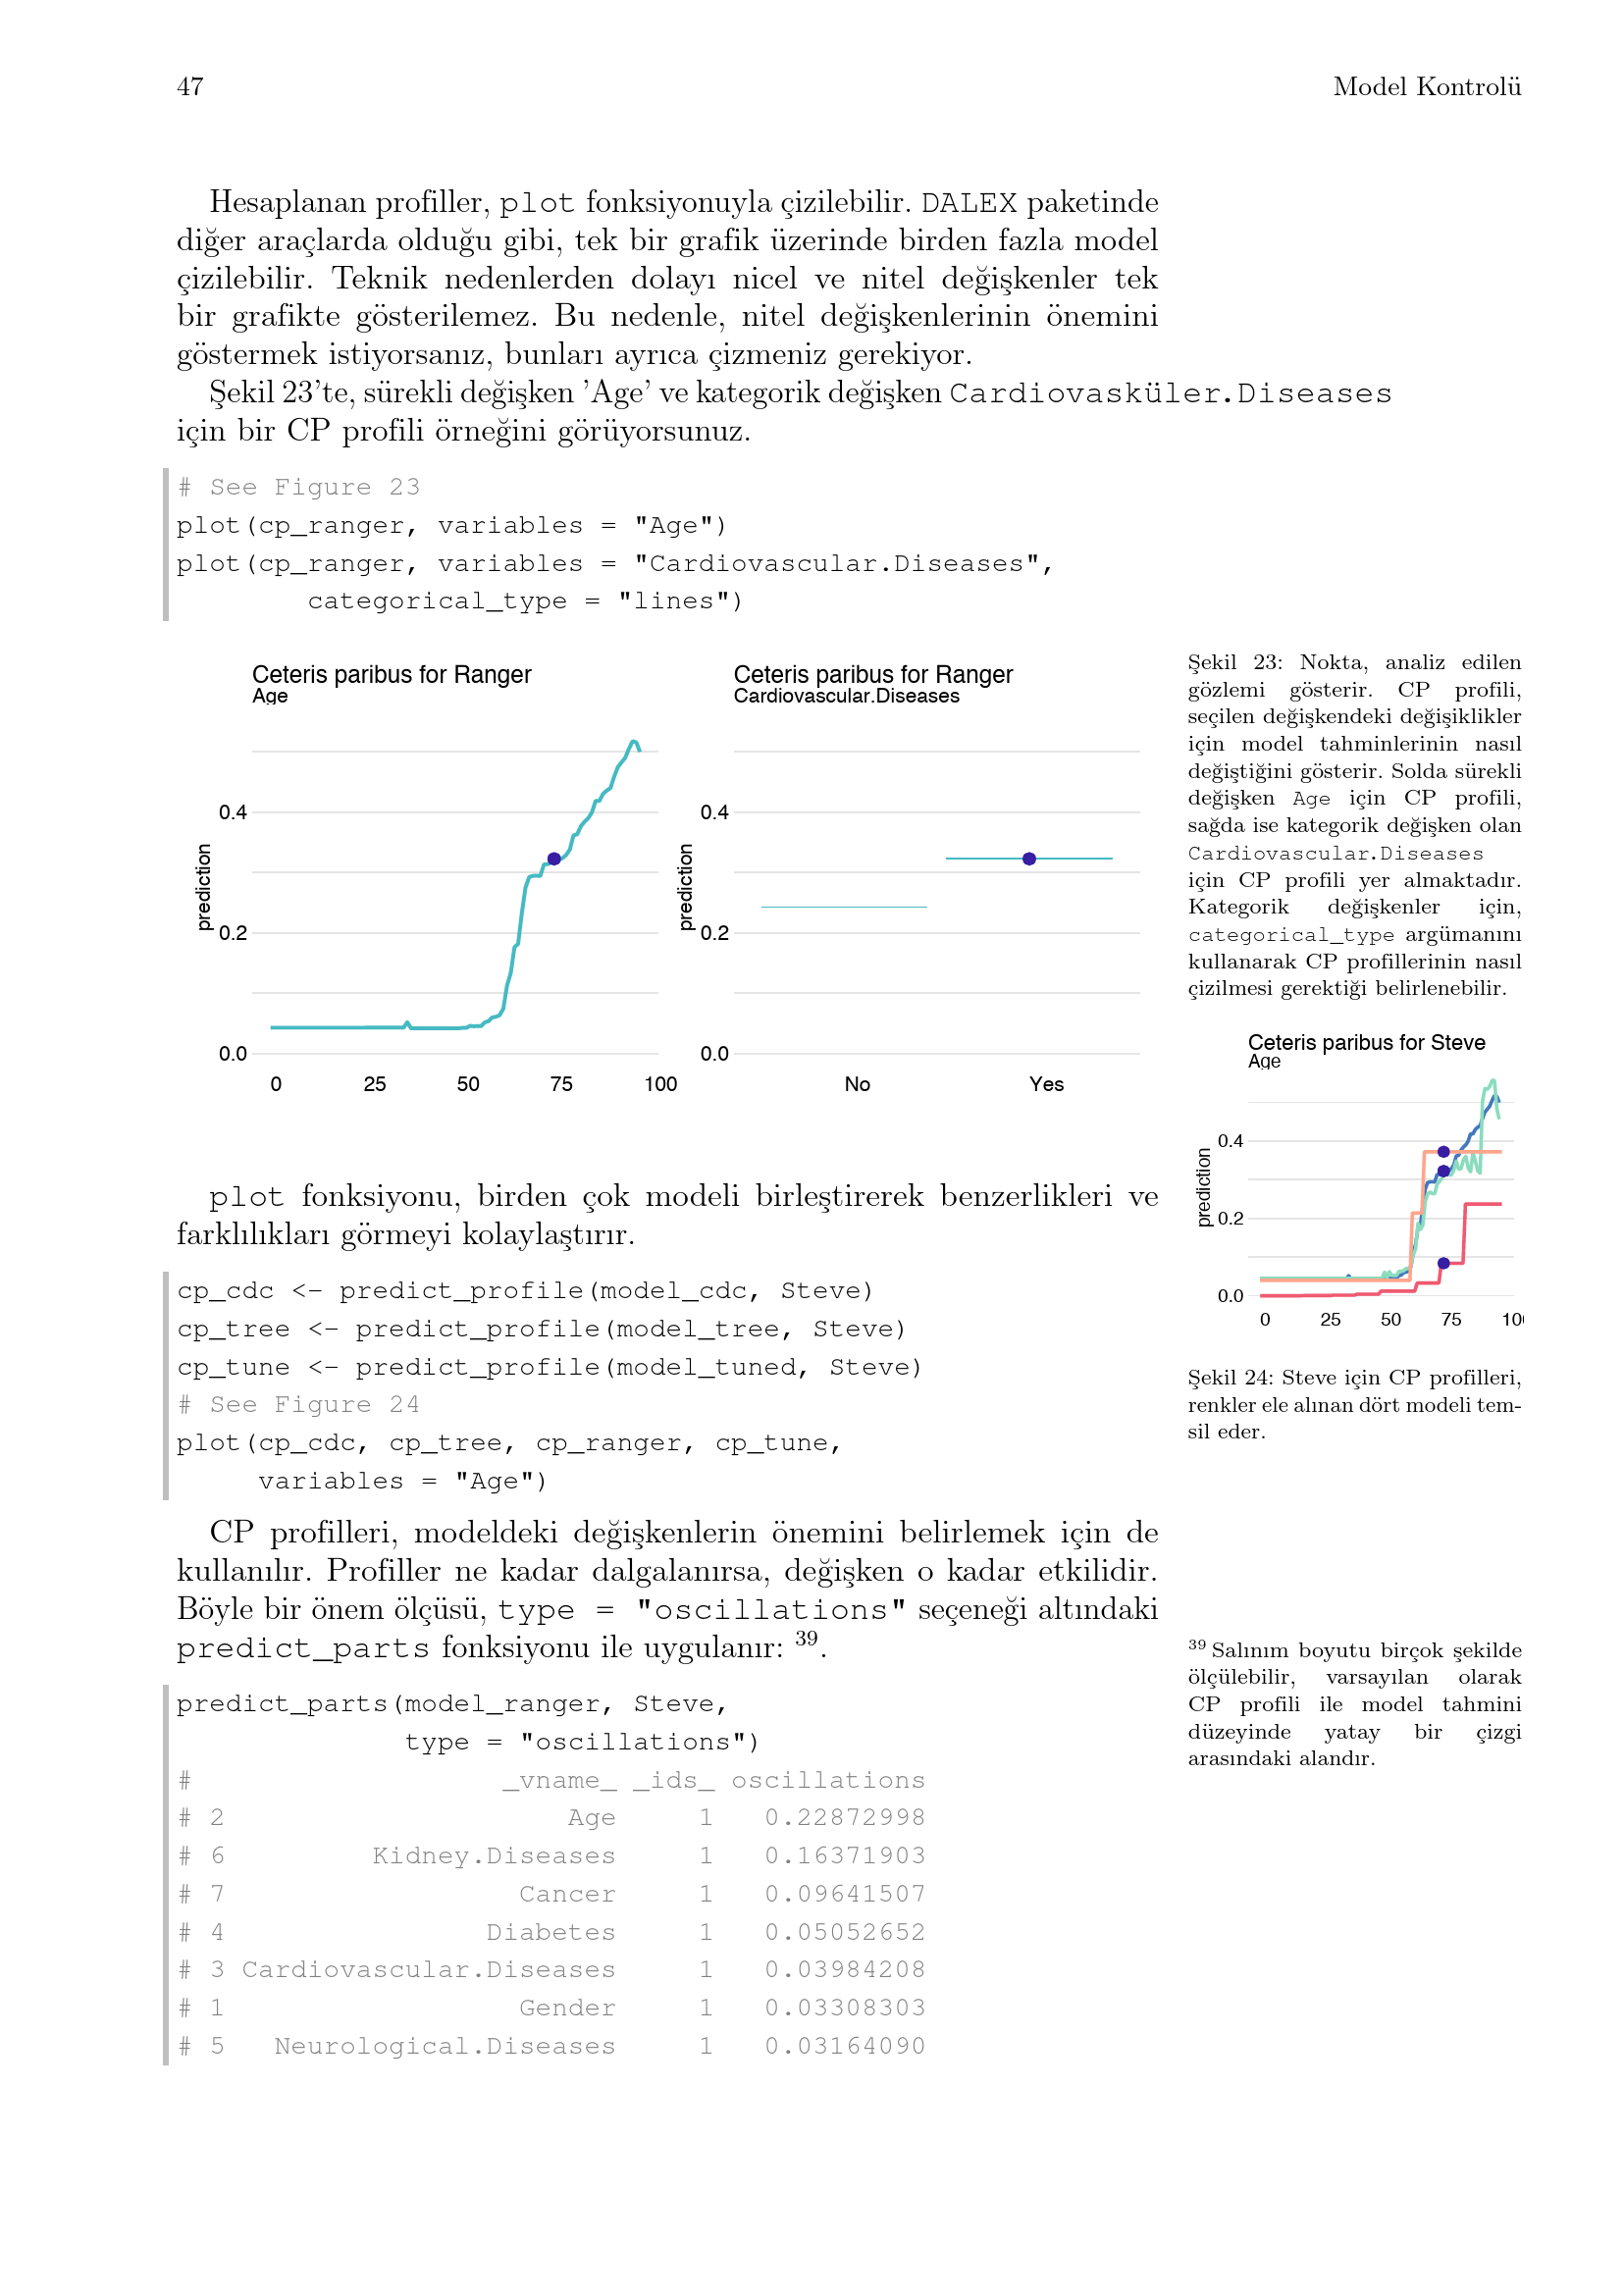 47
Model Kontrolü
Hesaplanan profiller, plot fonksiyonuyla çizilebilir. DALEX paketinde
diğer araçlarda olduğu gibi, tek bir grafik üzerinde birden fazla model
çizilebilir. Teknik nedenlerden dolayı nicel ve nitel değişkenler tek
bir grafikte gösterilemez. Bu nedenle, nitel değişkenlerinin önemini
göstermek istiyorsanız, bunları ayrıca çizmeniz gerekiyor.
Şekil 23'te, sürekli değişken 'Age' ve kategorik değişken Cardiovasküler.Diseases
için bir CP profili örneğini görüyorsunuz.
# See Figure 23
plot(cp_ranger, variables = "Age")
plot(cp_ranger, variables = "Cardiovascular.Diseases",
categorical_type = "lines")
Ceteris paribus for Ranger
Age
prediction
0.4
0.2
0.0
0 25 50 75 100
Ceteris paribus for Ranger
Cardiovascular.Diseases
prediction
0.4
0.2
0.0
No Yes
Şekil 23: Nokta, analiz edilen
gözlemi gösterir. CP profili,
seçilen değişkendeki değişiklikler
için model tahminlerinin nasıl
değiştiğini gösterir. Solda sürekli
değişken Age için CP profili,
sağda ise kategorik değişken olan
Cardiovascular.Diseases
için CP profili yer almaktadır.
Kategorik değişkenler için,
categorical_type argümanını
kullanarak CP profillerinin nasıl
çizilmesi gerektiği belirlenebilir.
Ceteris paribus for Steve
Age
prediction
0.4
0.2
0.0
0 25 50 75 100
Şekil 24: Steve için CP profilleri,
renkler ele alınan dört modeli tem-
sil eder.
plot fonksiyonu, birden çok modeli birleştirerek benzerlikleri ve
farklılıkları görmeyi kolaylaştırır.
cp_cdc <- predict_profile(model_cdc, Steve)
cp_tree <- predict_profile(model_tree, Steve)
cp_tune <- predict_profile(model_tuned, Steve)
# See Figure 24
plot(cp_cdc, cp_tree, cp_ranger, cp_tune,
variables = "Age")
CP profilleri, modeldeki değişkenlerin önemini belirlemek için de
kullanılır. Profiller ne kadar dalgalanırsa, değişken o kadar etkilidir.
Böyle bir önem ölçüsü, type = "oscillations" seçeneği altındaki
predict_parts fonksiyonu ile uygulanır: 39.
39 Salınım boyutu birçok şekilde
ölçülebilir, varsayılan olarak
CP profili ile model tahmini
düzeyinde yatay bir çizgi
arasındaki alandır.
predict_parts(model_ranger, Steve,
type = "oscillations")
# _vname_ _ids_ oscillations
# 2 Age 1 0.22872998
# 6 Kidney.Diseases 1 0.16371903
# 7 Cancer 1 0.09641507
# 4 Diabetes 1 0.05052652
# 3 Cardiovascular.Diseases 1 0.03984208
# 1 Gender 1 0.03308303
# 5 Neurological.Diseases 1 0.03164090